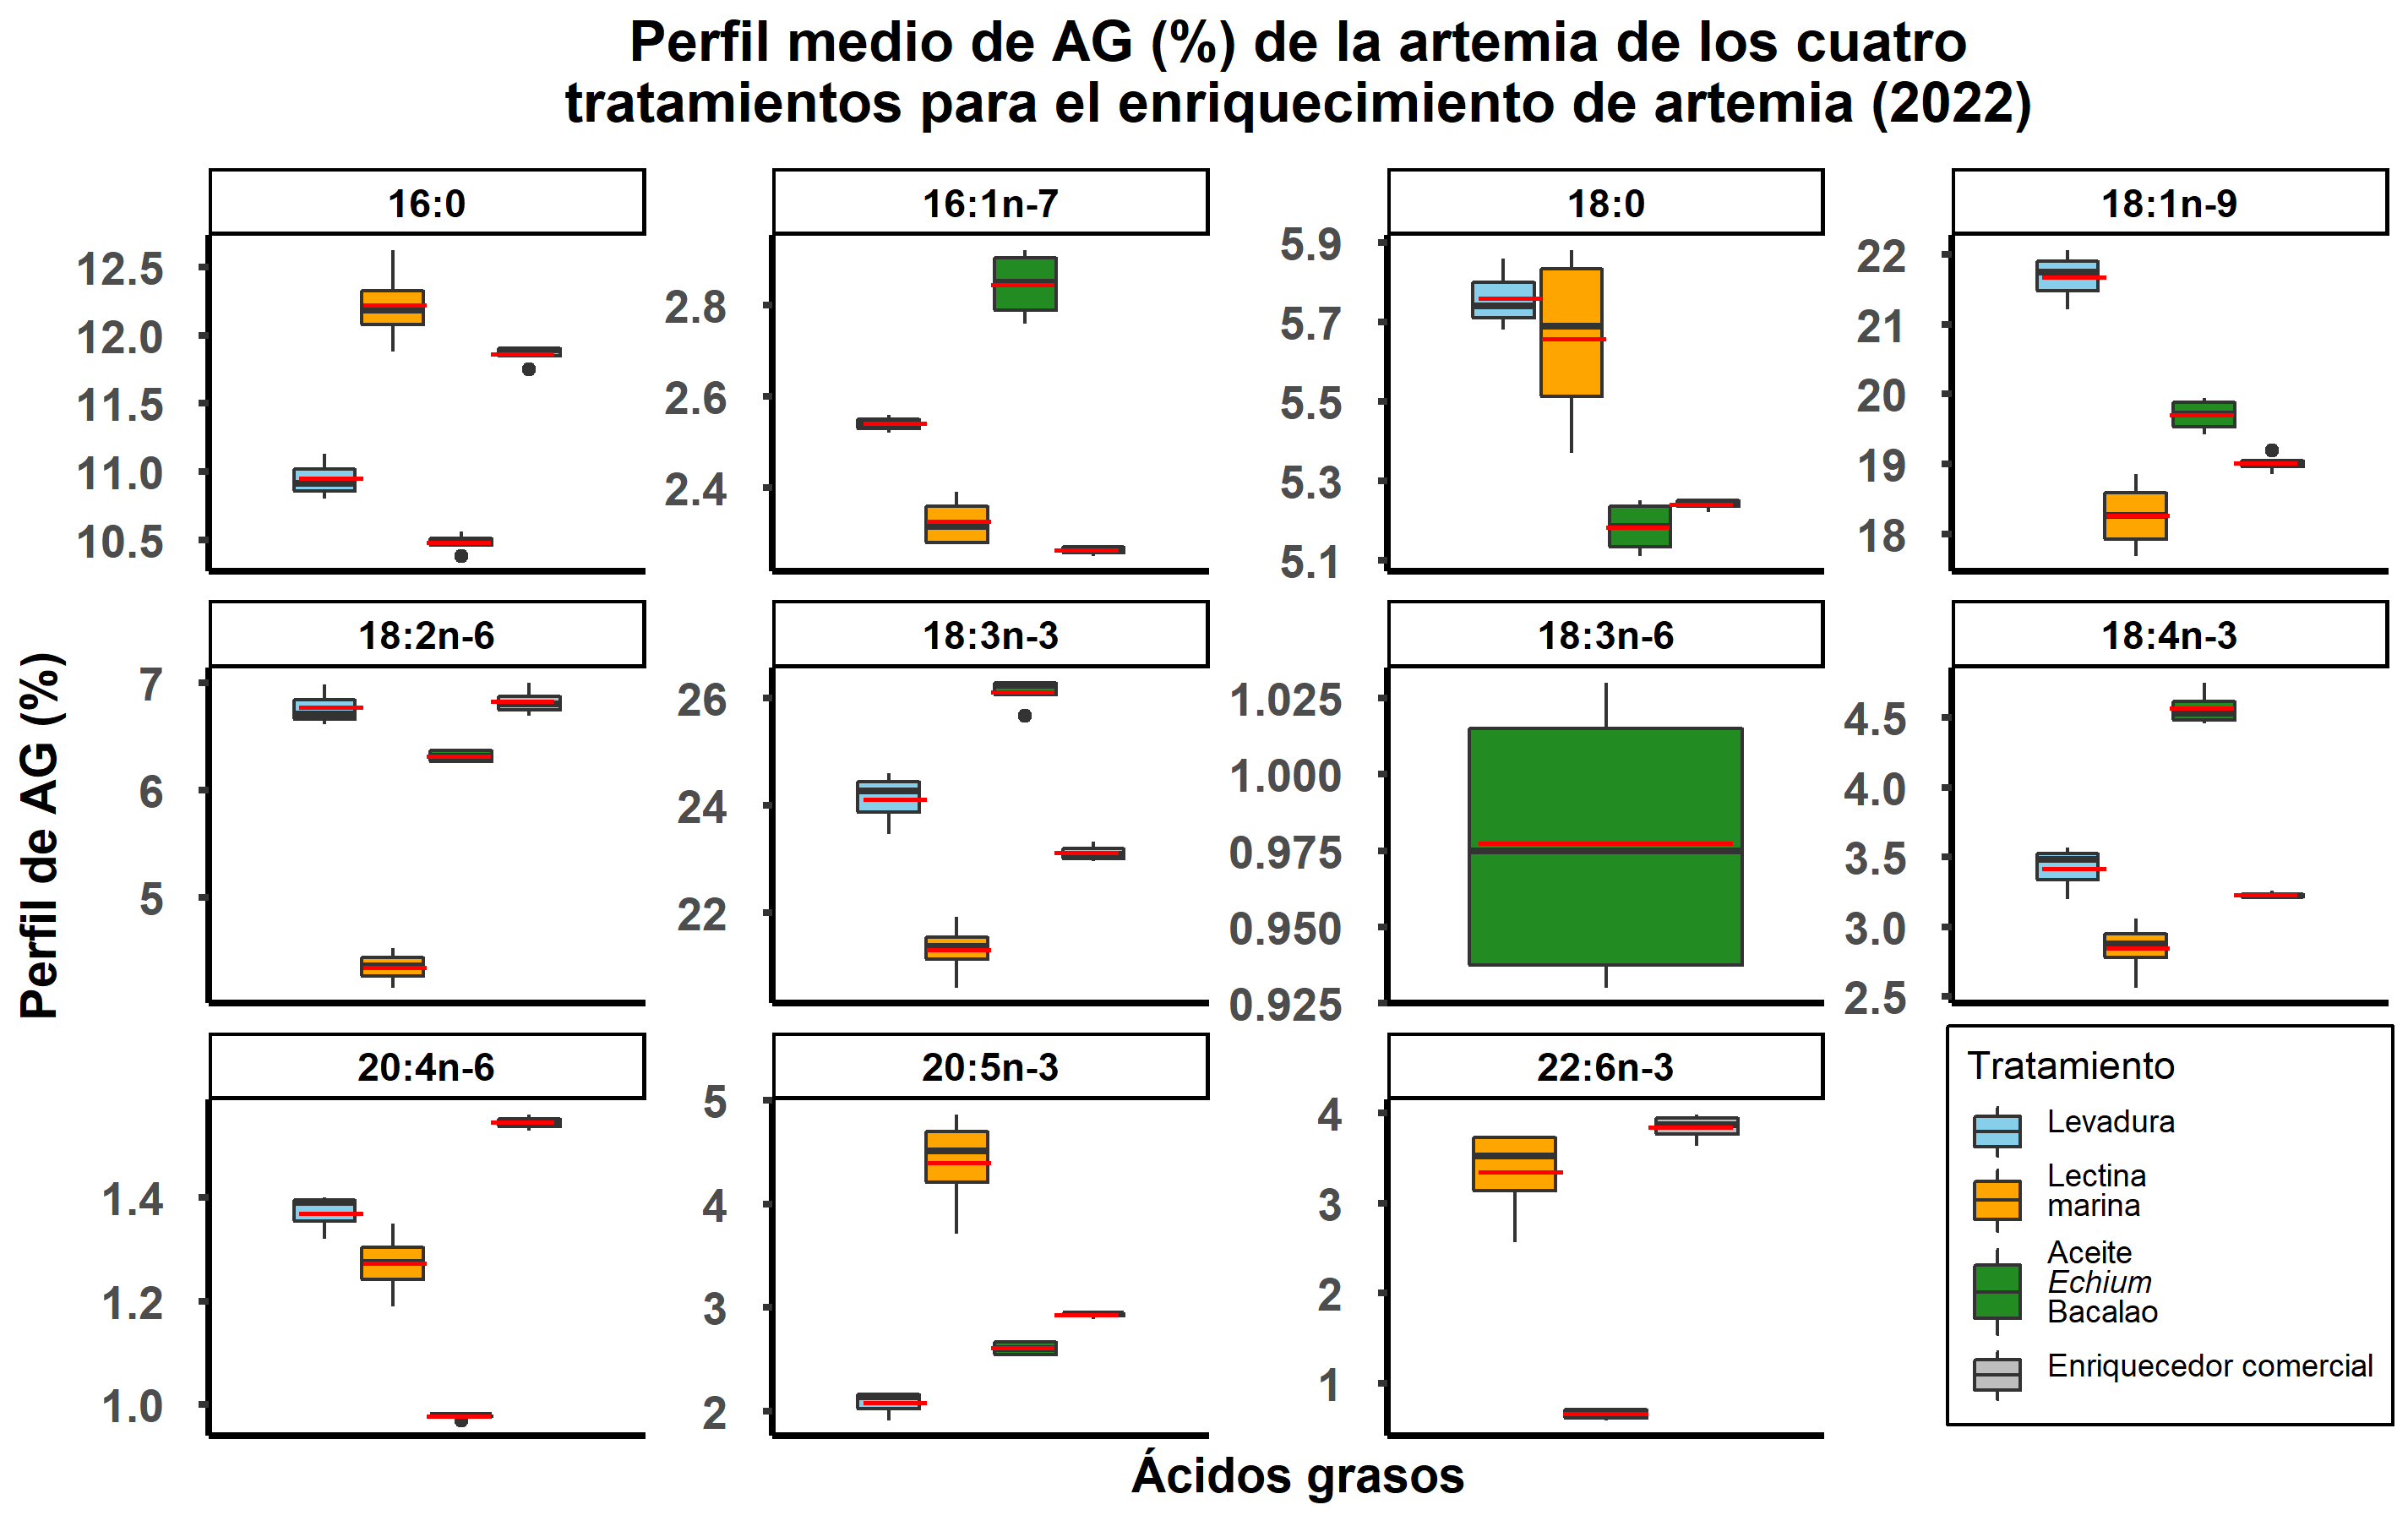 Perfil medio de AG (%) de la artemia de los cuatro
tratamientos para el enriquecimiento de artemia (2022)
Perfil de AG (%)
16:0
12.5
12.0
11.5
11.0
10.5
16:1n-7
2.8
2.6
2.4
18:0
5.9
5.7
5.5
5.3
5.1
18:1n-9
22
21
20
19
18
18:2n-6
7
6
5
18:3n-3
26
24
22
18:3n-6
1.025
1.000
0.975
0.950
0.925
18:4n-3
4.5
4.0
3.5
3.0
2.5
20:4n-6
1.4
1.2
1.0
20:5n-3
5
4
3
2
22:6n-3
4
3
2
1
Tratamiento
Levadura
Lectina
marina
Aceite
Echium
Bacalao
Enriquecedor comercial
Ácidos grasos